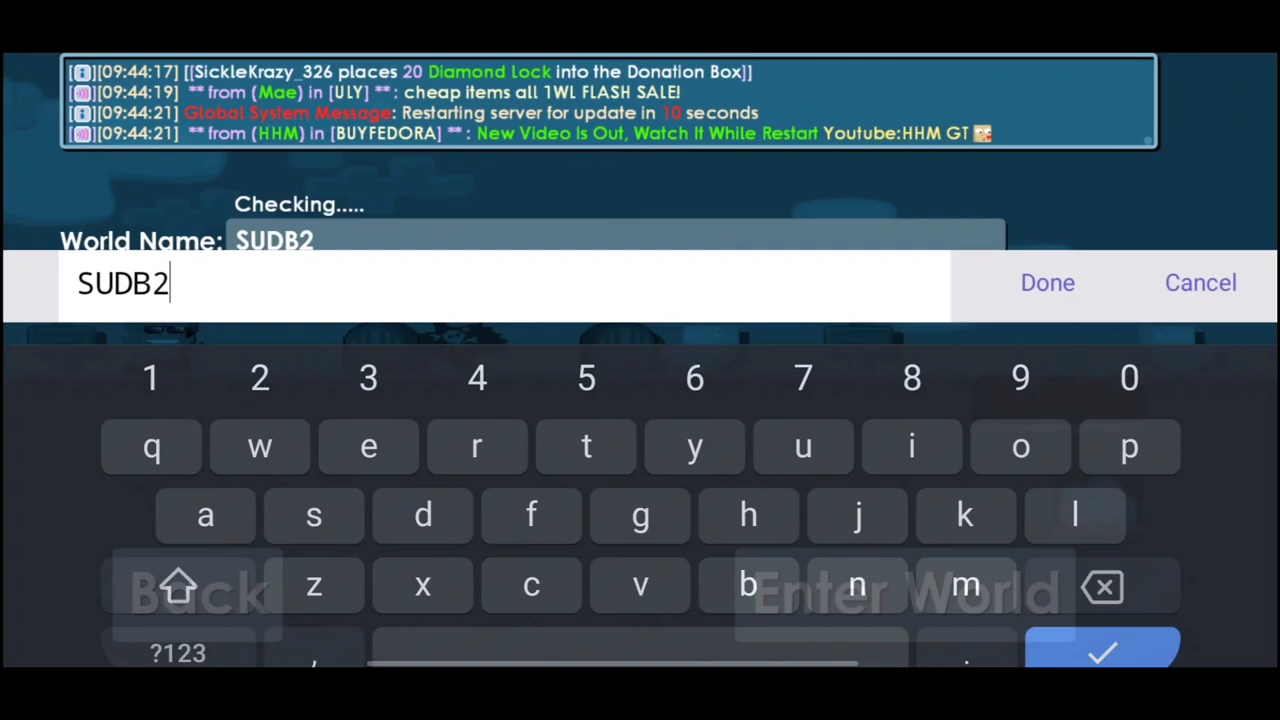 [09:44:17] [[SickleKrazy_326 places 20 Diamond Lock into the Donation Box]]
[09:44:19] ** from (Mae) in [ULY] ** : cheap items all 1WL FLASH SALE!
[09:44:21] Global System Message: Restarting server for update in 10 seconds
[09:44:21] ** from (HHM) in [BUYFEDORA] ** : New Video Is Out, Watch It While Restart Youtube:HHM GT
Checking.....
World Name: SUDB2
SUDB2 Done Cancel
1 2 3 4 5 6 7 8 9 0
q w e r t y u i o p
a s d f g h j k l
Back Enter World
z x c v b n m
?123 , .